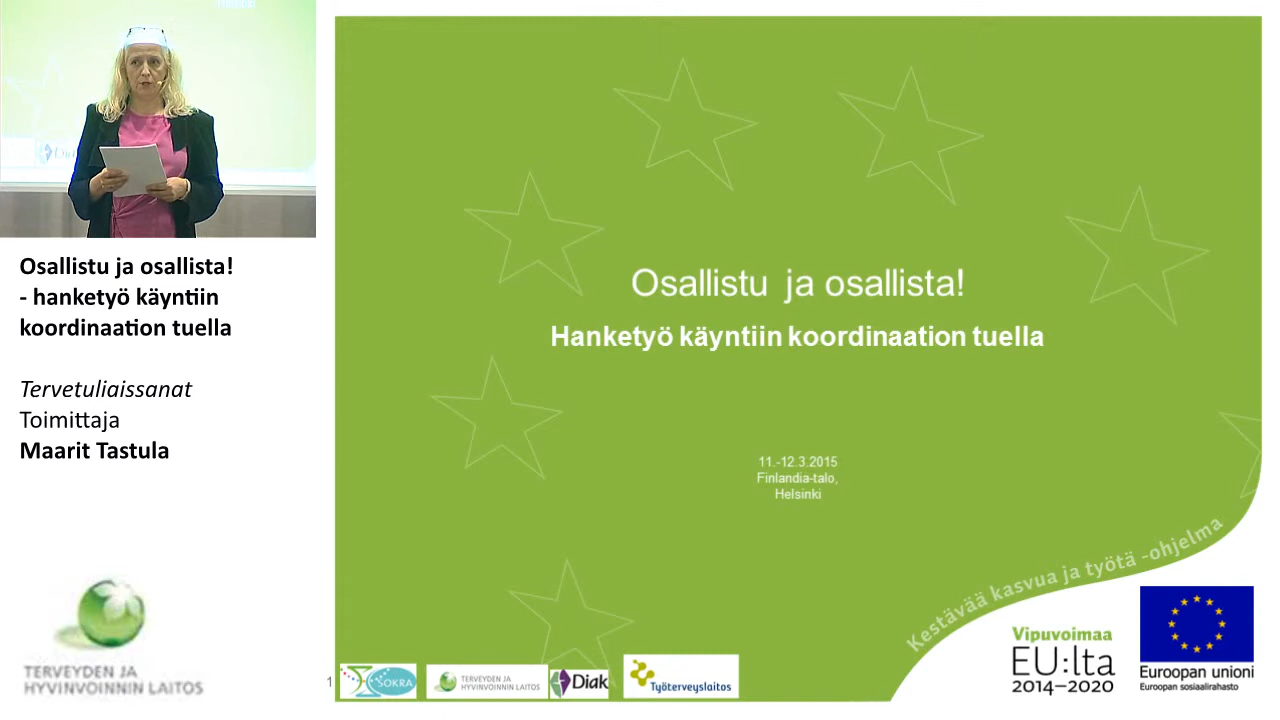 Helsinki
Diak
Osallistu ja osallista!
- hanketyö käyntiin
koordinaation tuella
Tervetuliaissanat
Toimittaja
Maarit Tastula
TERVEYDEN JA
HYVINVOINNIN LAITOS
Osallistu ja osallista!
Hanketyö käyntiin koordinaation tuella
11.-12.3.2015
Finlandia-talo,
Helsinki
Kestävää kasvua ja työtä -ohjelma
1
SOKRA
TERVEYDEN JA
HYVINVOINNIN LAITOS
Diak
Työterveyslaitos
Vipuvoimaa
EU:lta
2014–2020
Euroopan unioni
Euroopan sosiaalirahasto